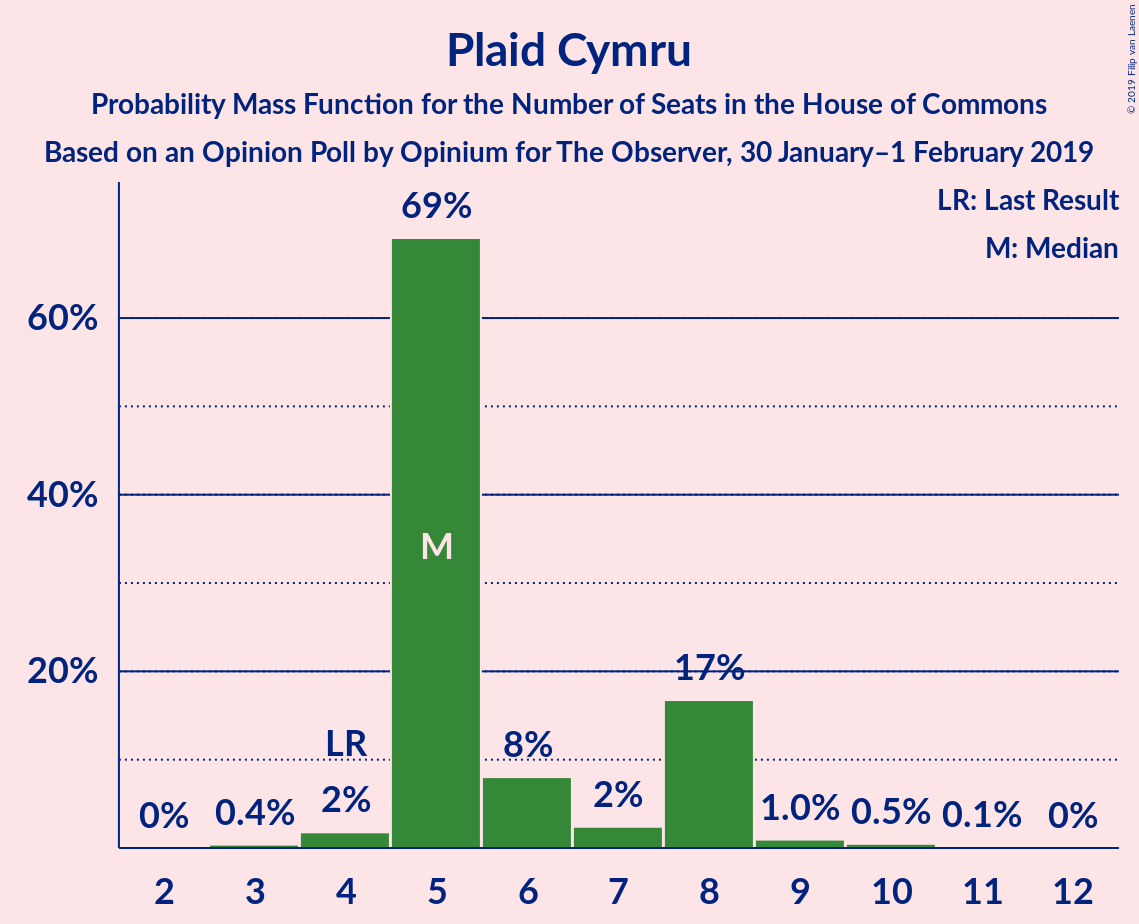 Plaid Cymru
Probability Mass Function for the Number of Seats in the House of Commons
Based on an Opinion Poll by Opinium for The Observer, 30 January–1 February 2019
© 2019 Filip van Laenen
LR: Last Result
M: Median
60%
40%
20%
0%
0.4%
LR
2%
69%
M
8%
2%
17%
1.0%
0.5%
0.1%
0%
2 3 4 5 6 7 8 9 10 11 12